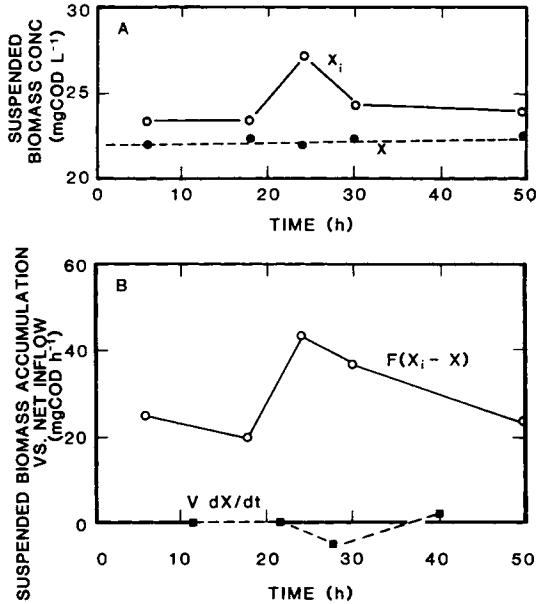 A
SUSPENDED
BIOMASS CONC
(mgCOD L⁻¹)
30
25
20
22
Xi
X
0 10 20 30 40 50
TIME (h)
B
SUSPENDED BIOMASS ACCUMULATION
VS. NET INFLOW
(mgCOD h⁻¹)
60
40
20
0
F(Xi – X)
V dX/dt
0 10 20 30 40 50
TIME (h)